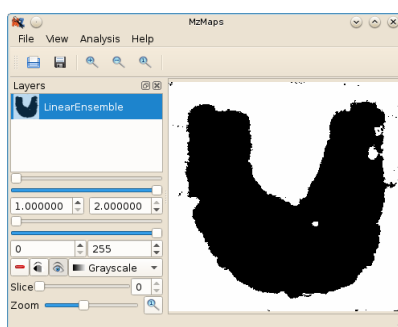 MzMaps
File View Analysis Help
Layers
LinearEnsemble
1.000000 2.000000
0 255
Grayscale
Slice 0
Zoom